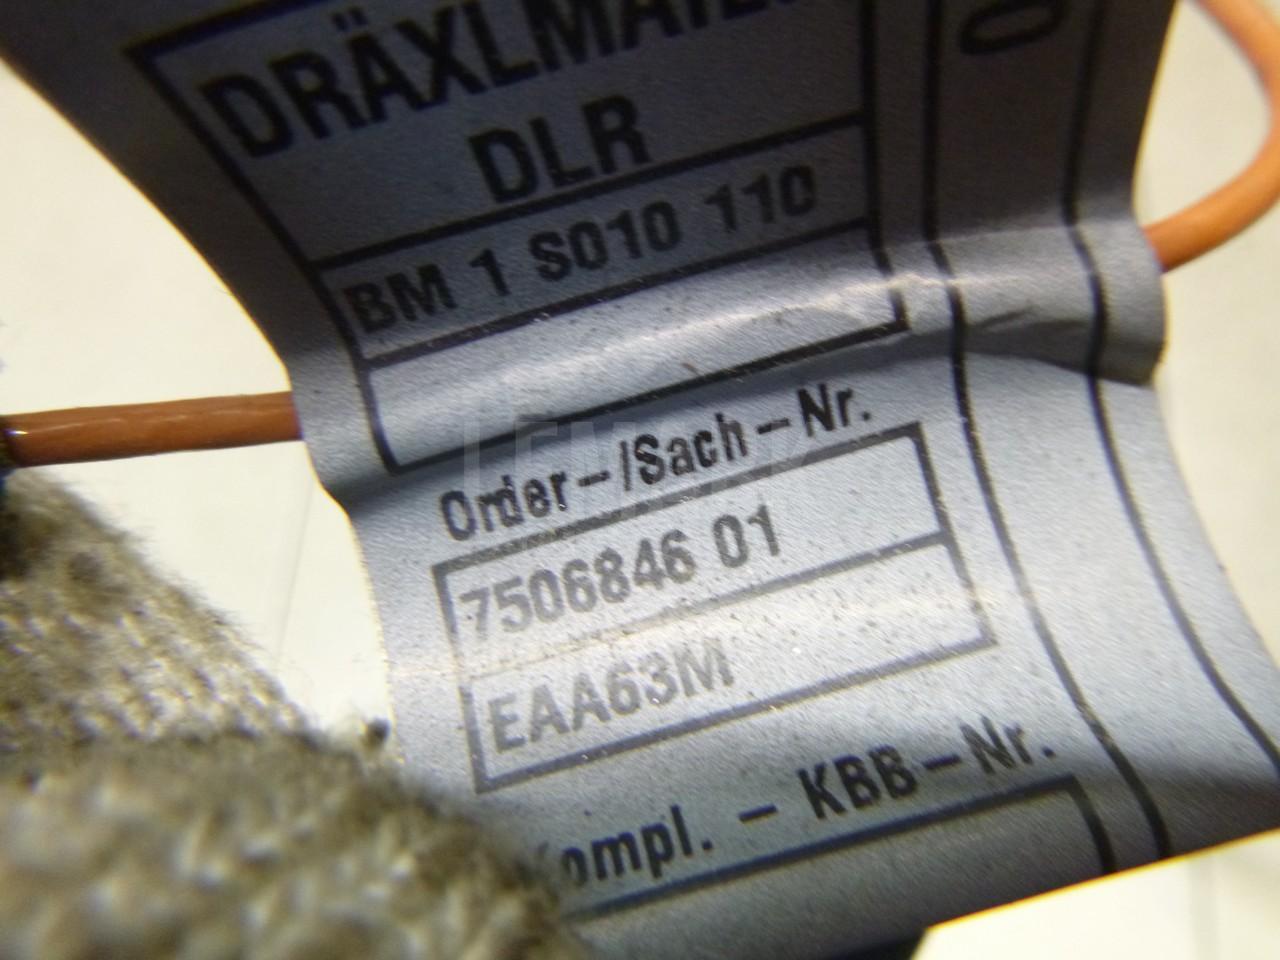 DRÄXLMAIER
DLR
BM 1 S010 110
Order-/Sach-Nr.
7506846 01
EAA63M
Kompl. - KBB-Nr.